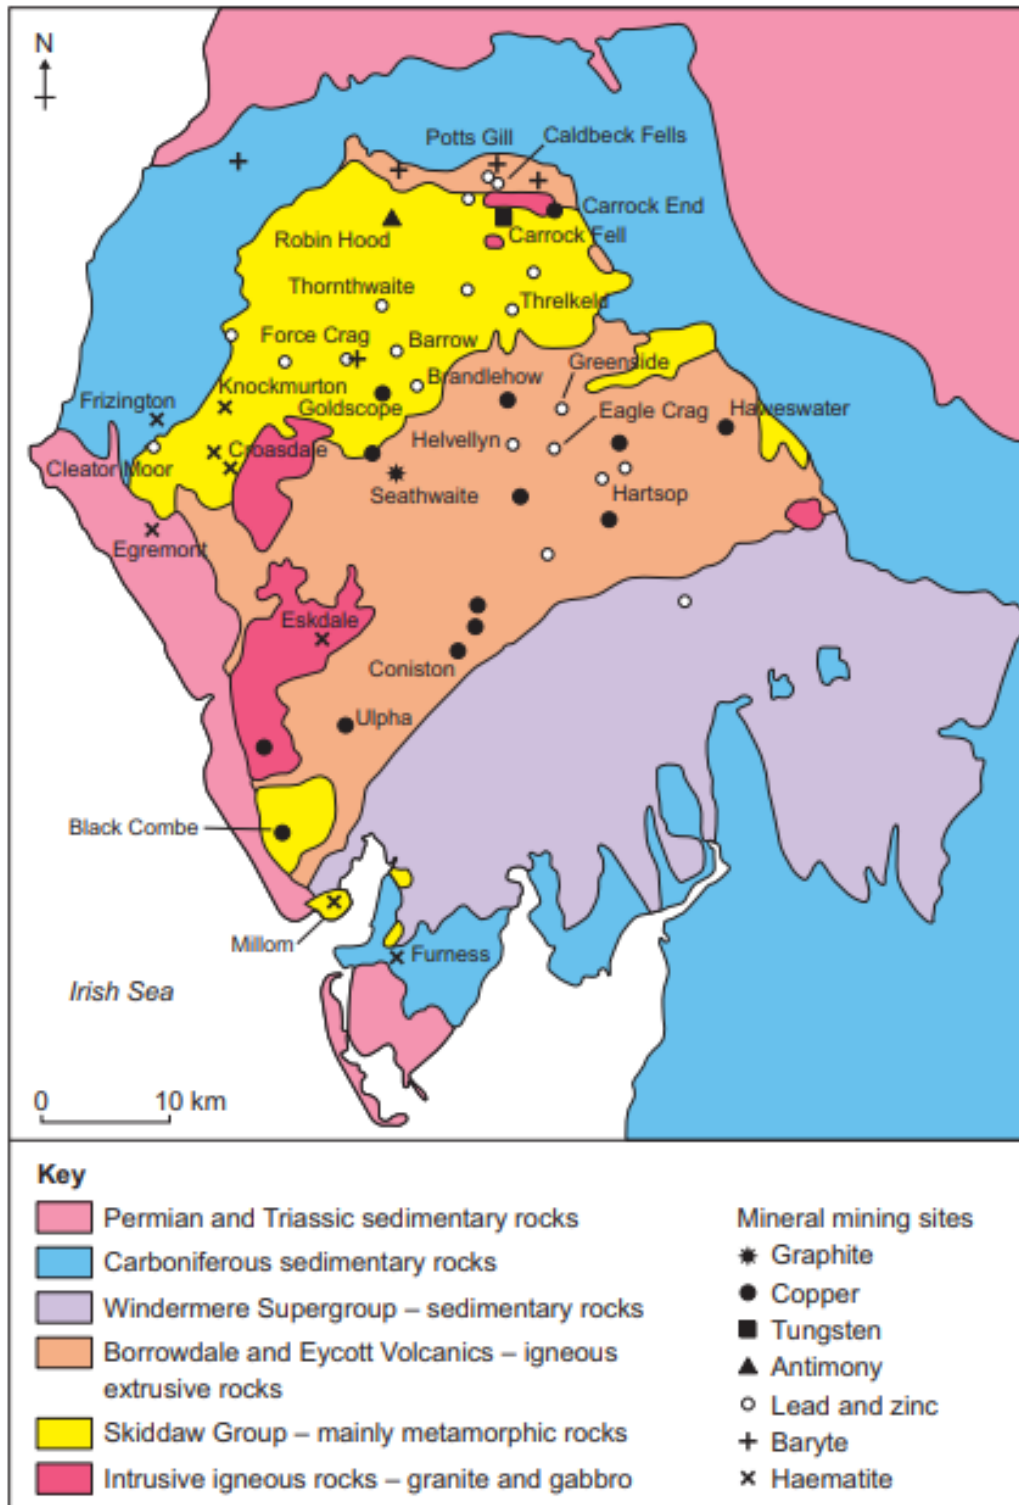 N
Potts Gill
Caldbeck Fells
Carrock End
Robin Hood
Carrock Fell
Thornthwaite
Threlkeld
Force Crag
Barrow
Greenside
Knockmurton
Brandlehow
Frizington
Goldscope
Eagle Crag
Haweswater
Helvellyn
Croasdale
Cleator Moor
Seathwaite
Hartsop
Egremont
Eskdale
Coniston
Ulpha
Black Combe
Millom
Furness
Irish Sea
0 10 km
Key
Permian and Triassic sedimentary rocks
Carboniferous sedimentary rocks
Windermere Supergroup – sedimentary rocks
Borrowdale and Eycott Volcanics – igneous
extrusive rocks
Skiddaw Group – mainly metamorphic rocks
Intrusive igneous rocks – granite and gabbro
Mineral mining sites
Graphite
Copper
Tungsten
Antimony
Lead and zinc
Baryte
Haematite